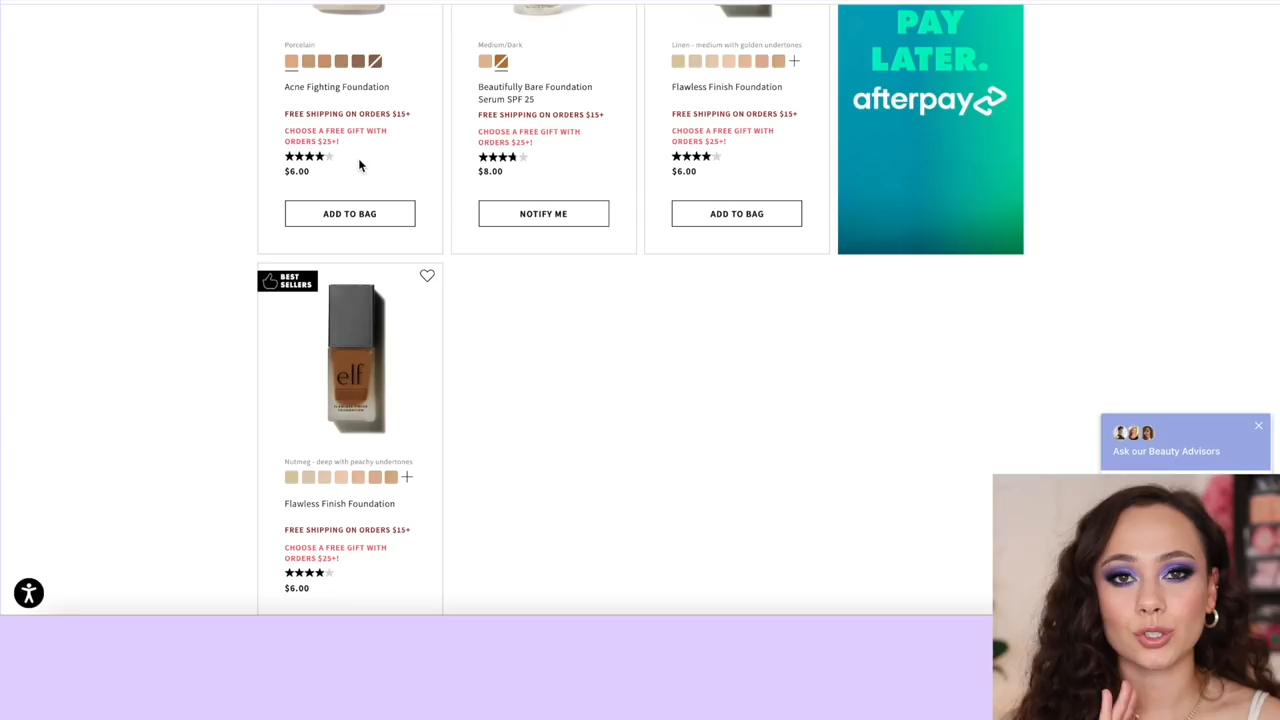 Porcelain
Acne Fighting Foundation
FREE SHIPPING ON ORDERS $15+
CHOOSE A FREE GIFT WITH
ORDERS $25+!
$6.00
ADD TO BAG
Medium/Dark
Beautifully Bare Foundation
Serum SPF 25
FREE SHIPPING ON ORDERS $15+
CHOOSE A FREE GIFT WITH
ORDERS $25+!
$8.00
NOTIFY ME
Linen - medium with golden undertones
Flawless Finish Foundation
FREE SHIPPING ON ORDERS $15+
CHOOSE A FREE GIFT WITH
ORDERS $25+!
$6.00
ADD TO BAG
PAY
LATER.
afterpay
BEST
SELLERS
elf
FLAWLESS FINISH
FOUNDATION
Nutmeg - deep with peachy undertones
Flawless Finish Foundation
FREE SHIPPING ON ORDERS $15+
CHOOSE A FREE GIFT WITH
ORDERS $25+!
$6.00
Ask our Beauty Advisors